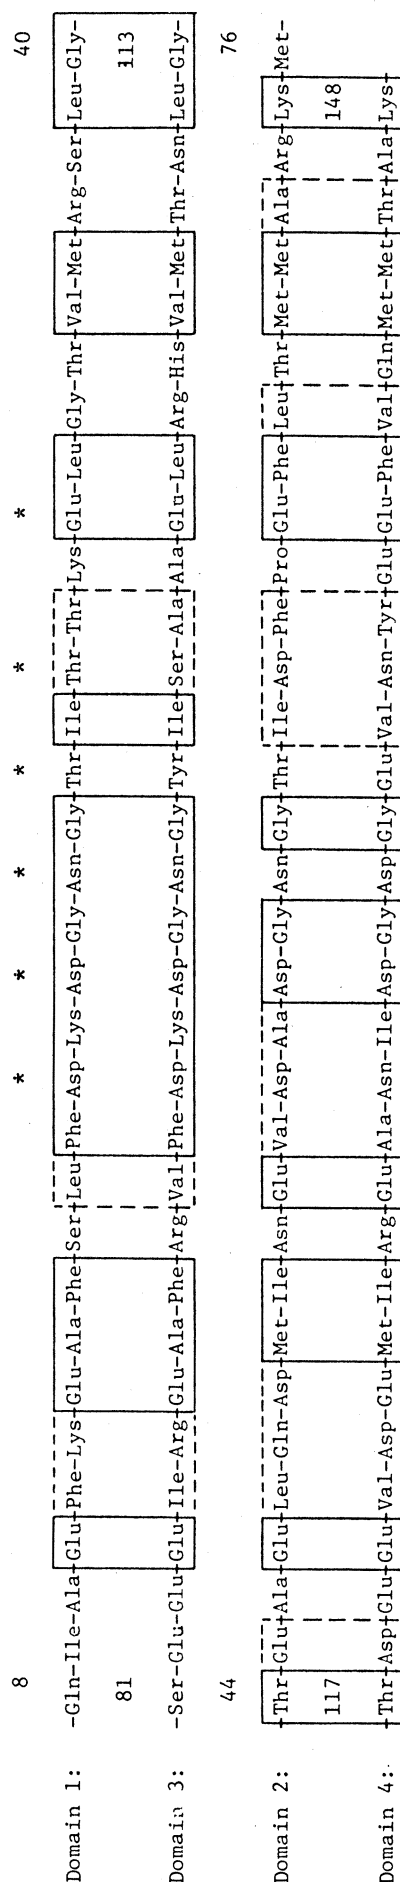 8 * * * * * * 40
Domain 1: -Gln-Ile-Ala-Glu-Phe-Lys-Glu-Ala-Phe-Ser-Leu-Phe-Asp-Lys-Asp-Gly-Asn-Gly-Thr-Ile-Thr-Thr-Lys-Glu-Leu-Gly-Thr-Val-Met-Arg-Ser-Leu-Gly-
81 113
Domain 3: -Ser-Glu-Glu-Glu-Ile-Arg-Glu-Ala-Phe-Arg-Val-Phe-Asp-Lys-Asp-Gly-Asn-Gly-Tyr-Ile-Ser-Ala-Ala-Glu-Leu-Arg-His-Val-Met-Thr-Asn-Leu-Gly-
44 76
Domain 2: -Thr-Glu-Ala-Glu-Leu-Gln-Asp-Met-Ile-Asn-Glu-Val-Asp-Ala-Asp-Gly-Asn-Gly-Thr-Ile-Asp-Phe-Pro-Glu-Phe-Leu-Thr-Met-Met-Ala-Arg-Lys-Met-
117 148
Domain 4: -Thr-Asp-Glu-Glu-Val-Asp-Glu-Met-Ile-Arg-Glu-Ala-Asn-Ile-Asp-Gly-Asp-Gly-Glu-Val-Asn-Tyr-Glu-Glu-Phe-Val-Gln-Met-Met-Thr-Ala-Lys-